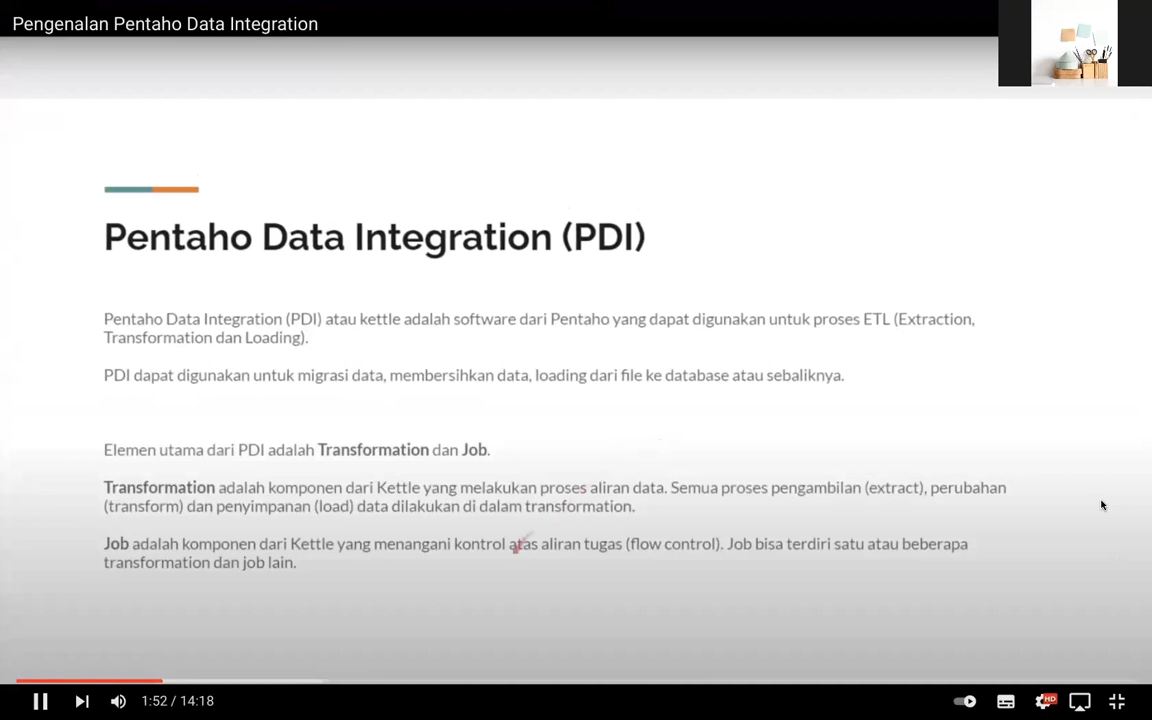 Pengenalan Pentaho Data Integration
Pentaho Data Integration (PDI)
Pentaho Data Integration (PDI) atau kettle adalah software dari Pentaho yang dapat digunakan untuk proses ETL (Extraction,
Transformation dan Loading).
PDI dapat digunakan untuk migrasi data, membersihkan data, loading dari file ke database atau sebaliknya.
Elemen utama dari PDI adalah Transformation dan Job.
Transformation adalah komponen dari Kettle yang melakukan proses aliran data. Semua proses pengambilan (extract), perubahan
(transform) dan penyimpanan (load) data dilakukan di dalam transformation.
Job adalah komponen dari Kettle yang menangani kontrol atas aliran tugas (flow control). Job bisa terdiri satu atau beberapa
transformation dan job lain.
1:52 / 14:18
HD